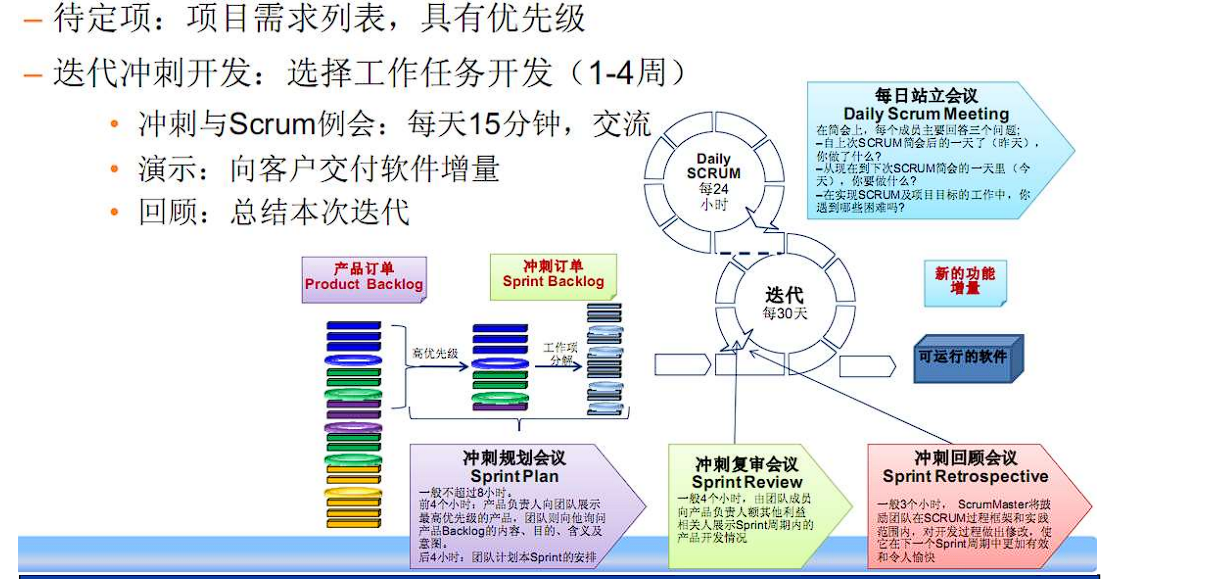 – 待定项：项目需求列表，具有优先级
– 迭代冲刺开发：选择工作任务开发（1-4周）
• 冲刺与Scrum例会：每天15分钟，交流
• 演示：向客户交付软件增量
• 回顾：总结本次迭代
每日站立会议
Daily Scrum Meeting
在简会上，每个成员主要回答三个问题：
–自上次SCRUM简会后的一天了（昨天），
你做了什么？
–从现在到下次SCRUM简会的一天里（今
天），你要做什么？
–在实现SCRUM及项目目标的工作中，你
遇到哪些困难吗？
Daily
SCRUM
每24
小时
产品订单
Product Backlog
冲刺订单
Sprint Backlog
迭代
每30天
新的功能
增量
高优先级
工作项
分解
可运行的软件
冲刺规划会议
Sprint Plan
一般不超过8小时。
前4个小时：产品负责人向团队展示
最高优先级的产品，团队则向他询问
产品Backlog的内容、目的、含义及
意图。
后4小时：团队计划本Sprint的安排
冲刺复审会议
Sprint Review
一般4个小时，由团队成员
向产品负责人额其他利益
相关人展示Sprint周期内的
产品开发情况
冲刺回顾会议
Sprint Retrospective
一般3个小时， ScrumMaster将鼓
励团队在SCRUM过程框架和实践
范围内，对开发过程做出修改，使
它在下一个Sprint周期中更加有效
和令人愉快